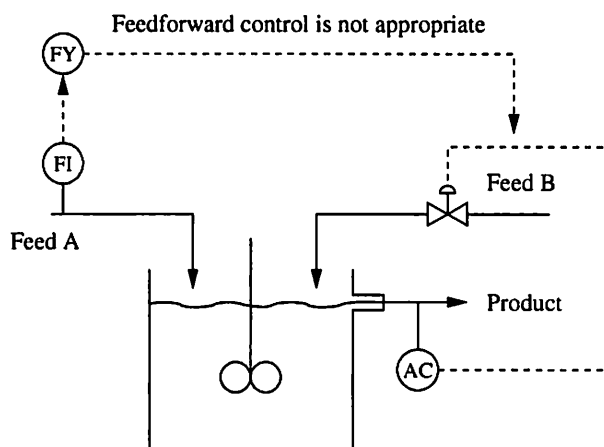 Feedforward control is not appropriate
FY
FI
Feed A
Feed B
Product
AC